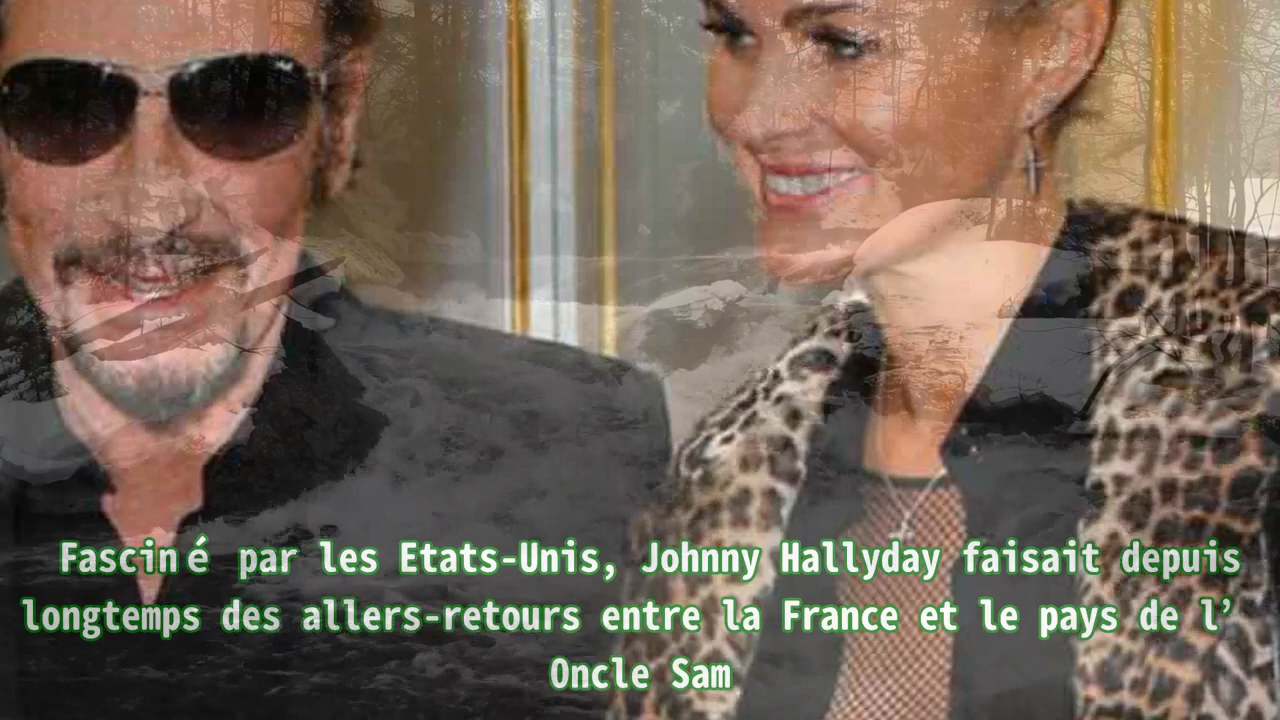 Fasciné par les Etats-Unis, Johnny Hallyday faisait depuis
longtemps des allers-retours entre la France et le pays de l’
Oncle Sam